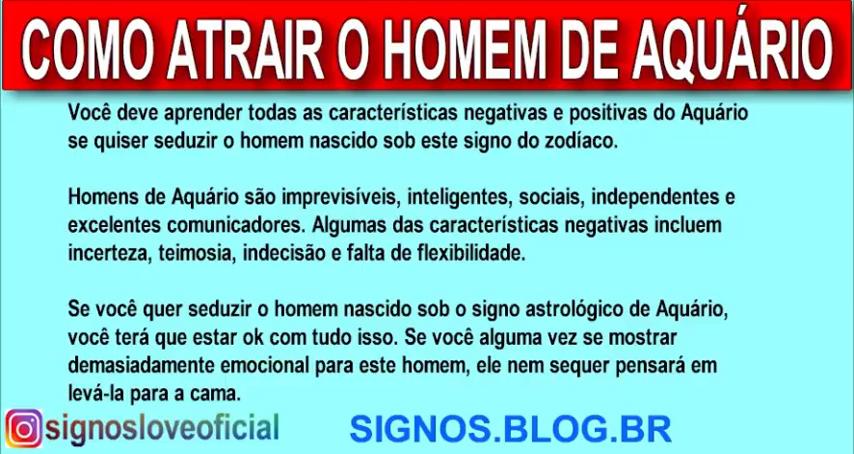 COMO ATRAIR O HOMEM DE AQUÁRIO
Você deve aprender todas as características negativas e positivas do Aquário
se quiser seduzir o homem nascido sob este signo do zodíaco.
Homens de Aquário são imprevisíveis, inteligentes, sociais, independentes e
excelentes comunicadores. Algumas das características negativas incluem
incerteza, teimosia, indecisão e falta de flexibilidade.
Se você quer seduzir o homem nascido sob o signo astrológico de Aquário,
você terá que estar ok com tudo isso. Se você alguma vez se mostrar
demasiadamente emocional para este homem, ele nem sequer pensará em
levá-la para a cama.
signosloveoficial
SIGNOS.BLOG.BR